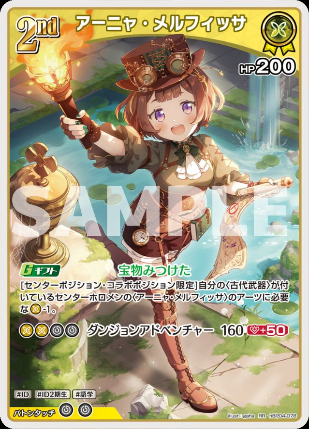 2nd アーニャ・メルフィッサ
HP200
SAMPLE
ギフト 宝物みつけた
[センターポジション・コラボポジション限定]自分の〈古代武器〉が付
いているセンターホロメンの〈アーニャ・メルフィッサ〉のアーツに必要
な -1。
ダンジョンアドベンチャー 160 +50
#ID #ID2期生 #語学
バトンタッチ